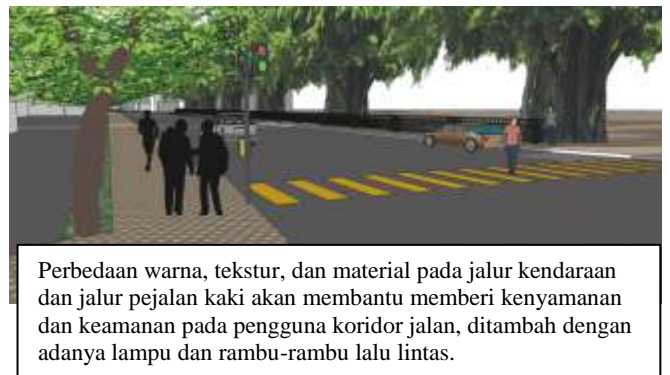 Perbedaan warna, tekstur, dan material pada jalur kendaraan
dan jalur pejalan kaki akan membantu memberi kenyamanan
dan keamanan pada pengguna koridor jalan, ditambah dengan
adanya lampu dan rambu-rambu lalu lintas.